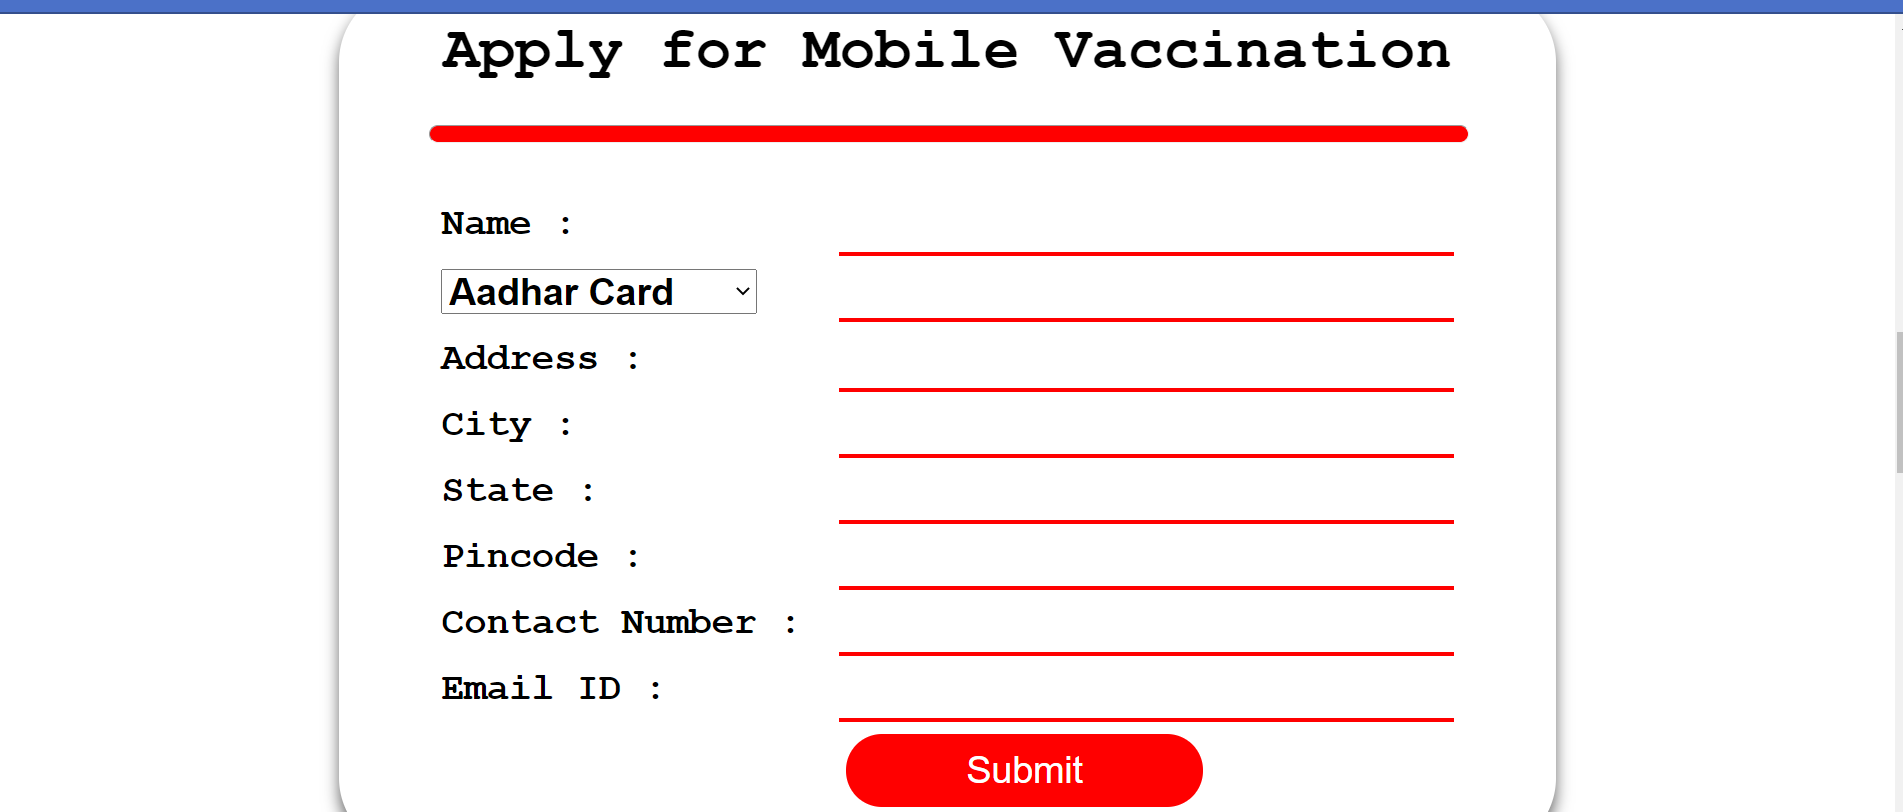 Apply for Mobile Vaccination
Name :
Aadhar Card
Address :
City :
State :
Pincode :
Contact Number :
Email ID :
Submit